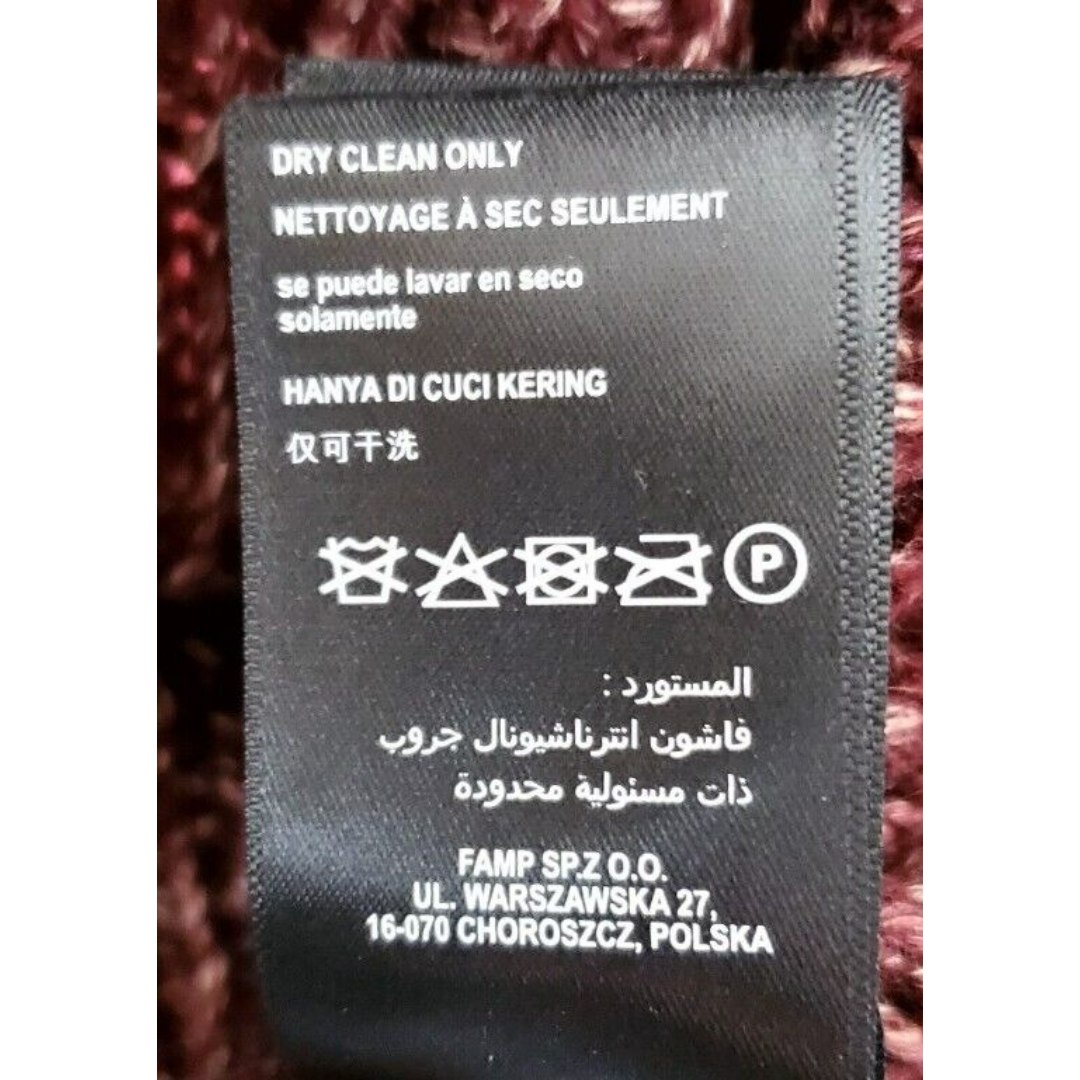 DRY CLEAN ONLY
NETTOYAGE À SEC SEULEMENT
se puede lavar en seco
solamente
HANYA DI CUCI KERING
仅可干洗
P
المستورد :
فاشون انترناشيونال جروب
ذات مسئولية محدودة
FAMP SP.Z O.O.
UL. WARSZAWSKA 27,
16-070 CHOROSZCZ, POLSKA